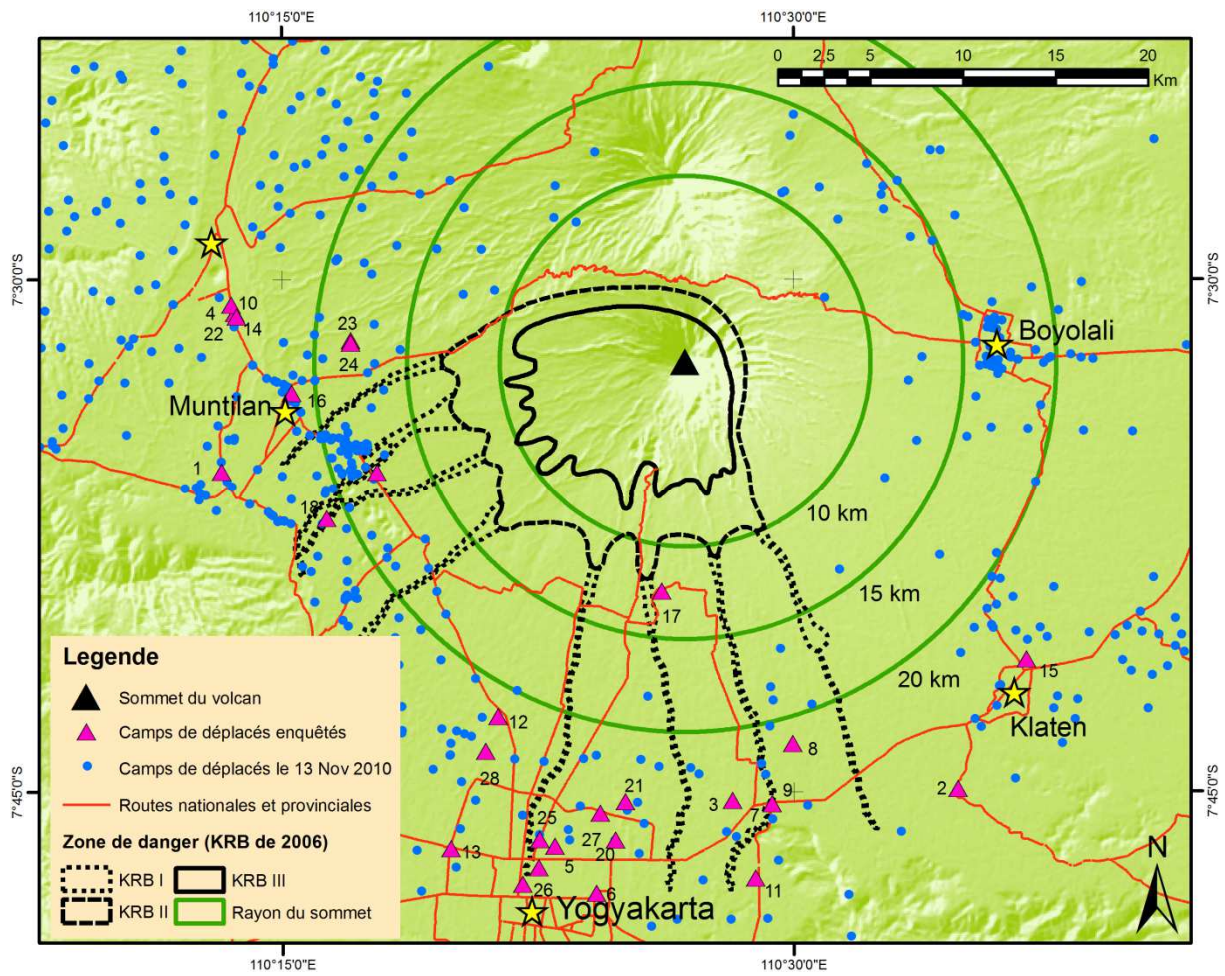 110°15'0"E 110°30'0"E
0 2,5 5 10 15 20
Km
7°30'0"S 7°30'0"S
Boyolali
10
4
22 14
23
24
Muntilan 16
1
18
10 km
15 km
17
20 km
15
Klaten
12
28
8
21
3 7 9
2
25
27
20
13
5
26
6
11
Yogyakarta
7°45'0"S 7°45'0"S
Legende
Sommet du volcan
Camps de déplacés enquêtés
Camps de déplacés le 13 Nov 2010
Routes nationales et provinciales
Zone de danger (KRB de 2006)
KRB I KRB III
KRB II Rayon du sommet
N
110°15'0"E 110°30'0"E